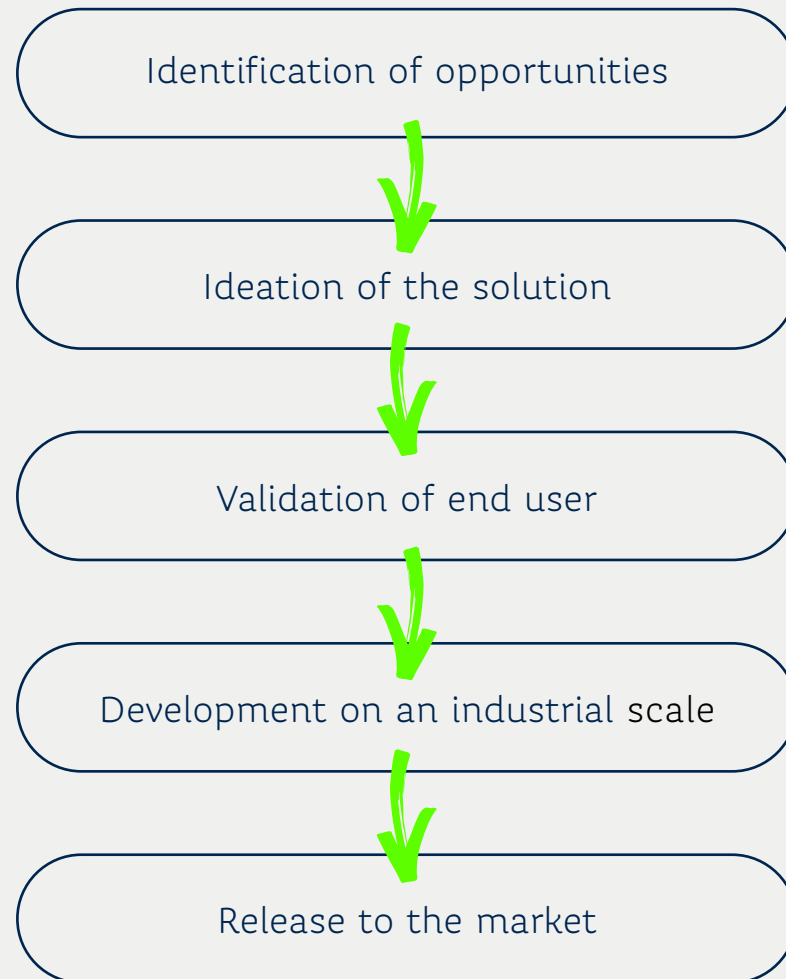 Identification of opportunities
Ideation of the solution
Validation of end user
Development on an industrial scale
Release to the market